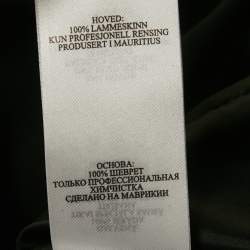 HOVED:
100% LAMMESKINN
KUN PROFESJONELL RENSING
PRODUSERT I MAURITIUS
ОСНОВА:
100% ШЕВРЕТ
ТОЛЬКО ПРОФЕССИОНАЛЬНАЯ
ХИМЧИСТКА
СДЕЛАНО НА МАВРИКИИ